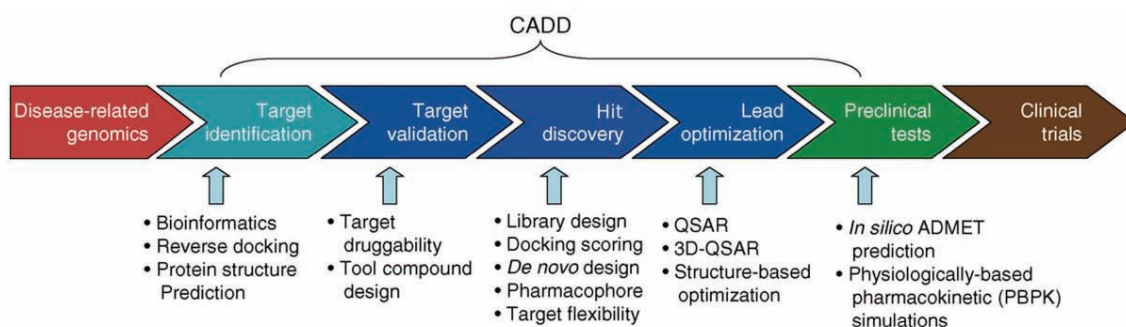 CADD
Disease-related
genomics
Target
identification
Target
validation
Hit
discovery
Lead
optimization
Preclinical
tests
Clinical
trials
• Bioinformatics
• Reverse docking
• Protein structure
Prediction
• Target
druggability
• Tool compound
design
• Library design
• Docking scoring
• De novo design
• Pharmacophore
• Target flexibility
• QSAR
• 3D-QSAR
• Structure-based
optimization
• In silico ADMET
prediction
• Physiologically-based
pharmacokinetic (PBPK)
simulations